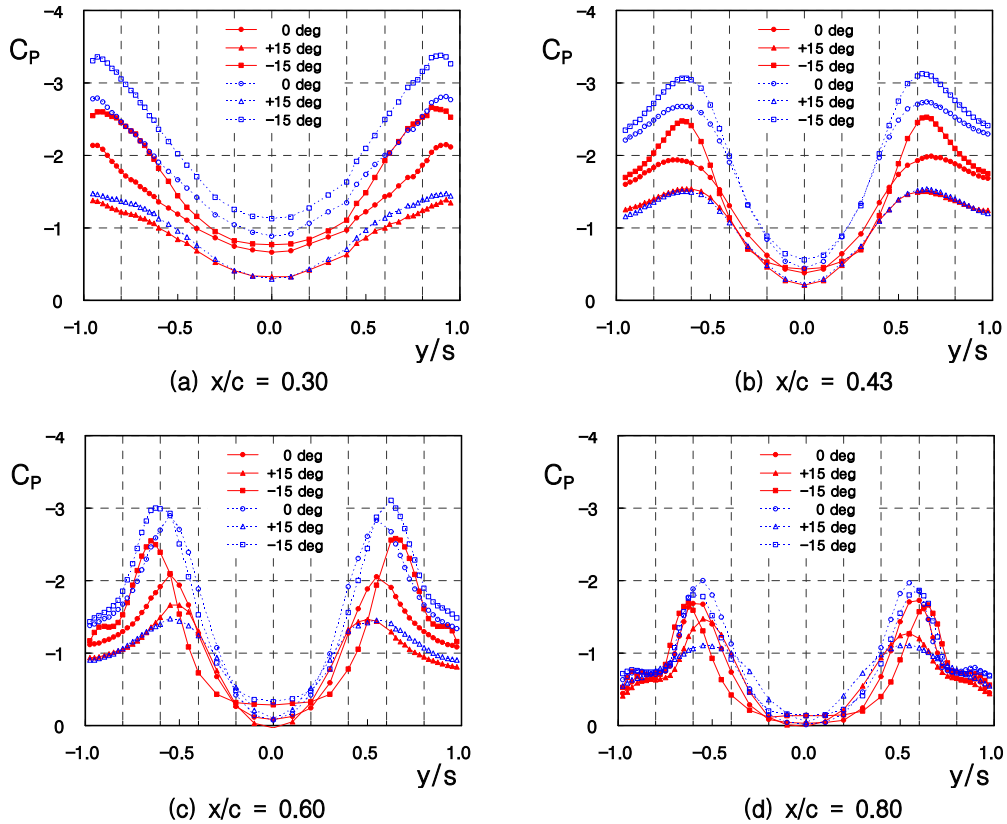 -4
C_P
-3
-2
-1
0
0 deg
+15 deg
-15 deg
0 deg
+15 deg
-15 deg
-1.0 -0.5 0.0 0.5 1.0
y/s
(a) x/c = 0.30
-4
C_P
-3
-2
-1
0
0 deg
+15 deg
-15 deg
0 deg
+15 deg
-15 deg
-1.0 -0.5 0.0 0.5 1.0
y/s
(b) x/c = 0.43
-4
C_P
-3
-2
-1
0
0 deg
+15 deg
-15 deg
0 deg
+15 deg
-15 deg
-1.0 -0.5 0.0 0.5 1.0
y/s
(c) x/c = 0.60
-4
C_P
-3
-2
-1
0
0 deg
+15 deg
-15 deg
0 deg
+15 deg
-15 deg
-1.0 -0.5 0.0 0.5 1.0
y/s
(d) x/c = 0.80